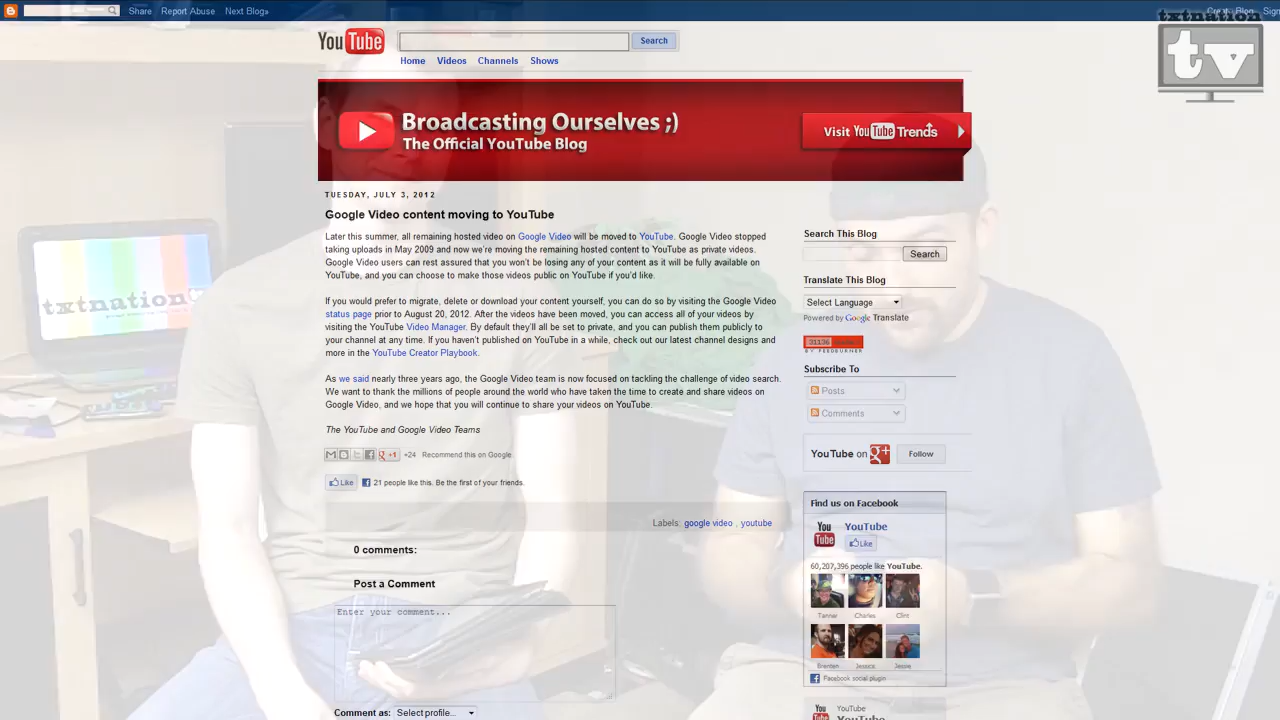 Share Report Abuse Next Blog»
Create Blog Sign
txtnation
tv
YouTube
Search
Home Videos Channels Shows
Broadcasting Ourselves ;)
The Official YouTube Blog
Visit YouTube Trends
TUESDAY, JULY 3, 2012
Google Video content moving to YouTube
Later this summer, all remaining hosted video on Google Video will be moved to YouTube. Google Video stopped
taking uploads in May 2009 and now we're moving the remaining hosted content to YouTube as private videos.
Google Video users can rest assured that you won't be losing any of your content as it will be fully available on
YouTube, and you can choose to make those videos public on YouTube if you'd like.
If you would prefer to migrate, delete or download your content yourself, you can do so by visiting the Google Video
status page prior to August 20, 2012. After the videos have been moved, you can access all of your videos by
visiting the YouTube Video Manager. By default they'll all be set to private, and you can publish them publicly to
your channel at any time. If you haven't published on YouTube in a while, check out our latest channel designs and
more in the YouTube Creator Playbook.
As we said nearly three years ago, the Google Video team is now focused on tackling the challenge of video search.
We want to thank the millions of people around the world who have taken the time to create and share videos on
Google Video, and we hope that you will continue to share your videos on YouTube.
The YouTube and Google Video Teams
+1 +24 Recommend this on Google
Like 21 people like this. Be the first of your friends.
Labels: google video , youtube
0 comments:
Post a Comment
Enter your comment...
Comment as: Select profile...
Search This Blog
Search
Translate This Blog
Select Language
Powered by Google Translate
31136
BY FEEDBURNER
Subscribe To
Posts
Comments
YouTube on g+ Follow
Find us on Facebook
You Tube
YouTube
Like
60,207,396 people like YouTube.
Tanner Charles Clint
Brenten Jessica Jessie
Facebook social plugin
You Tube
YouTube
YouTube
txtnation